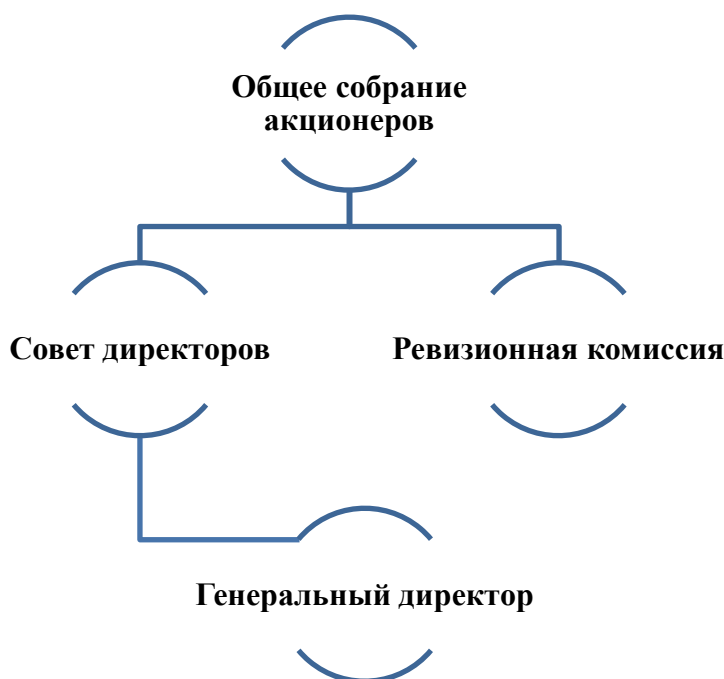 Общее собрание
акционеров
Совет директоров
Ревизионная комиссия
Генеральный директор